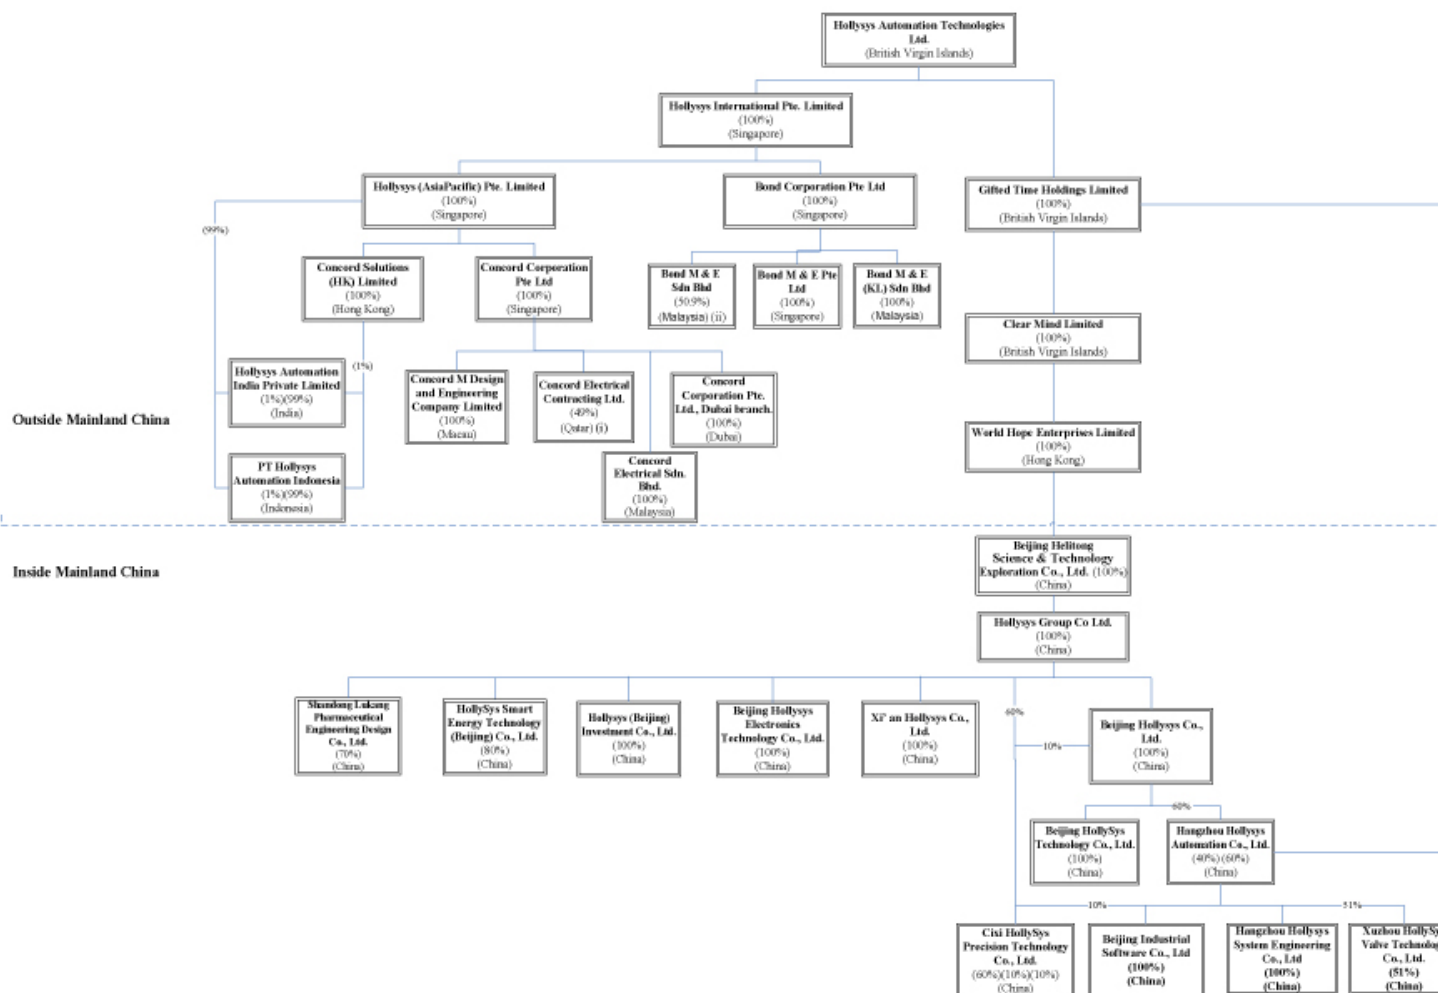 Hollysys Automation Technologies
Ltd.
(British Virgin Islands)
Hollysys International Pte. Limited
(100%)
(Singapore)
Hollysys (AsiaPacific) Pte. Limited
(100%)
(Singapore)
Bond Corporation Pte Ltd
(100%)
(Singapore)
Gifted Time Holdings Limited
(100%)
(British Virgin Islands)
(99%)
Concord Solutions
(HK) Limited
(100%)
(Hong Kong)
Concord Corporation
Pte Ltd
(100%)
(Singapore)
Bond M & E
Sdn Bhd
(50.9%)
(Malaysia) (ii)
Bond M & E Pte
Ltd
(100%)
(Singapore)
Bond M & E
(KL) Sdn Bhd
(100%)
(Malaysia)
Clear Mind Limited
(100%)
(British Virgin Islands)
(1%)
Hollysys Automation
India Private Limited
(1%)(99%)
(India)
Concord M Design
and Engineering
Company Limited
(100%)
(Macau)
Concord Electrical
Contracting Ltd.
(49%)
(Qatar) (i)
Concord
Corporation Pte.
Ltd., Dubai branch.
(100%)
(Dubai)
Outside Mainland China
World Hope Enterprises Limited
(100%)
(Hong Kong)
PT Hollysys
Automation Indonesia
(1%)(99%)
(Indonesia)
Concord
Electrical Sdn.
Bhd.
(100%)
(Malaysia)
Inside Mainland China
Beijing Helitong
Science & Technology
Exploration Co., Ltd. (100%)
(China)
Hollysys Group Co Ltd.
(100%)
(China)
Shandong Lukang
Pharmaceutical
Engineering Design
Co., Ltd.
(70%)
(China)
HollySys Smart
Energy Technology
(Beijing) Co., Ltd.
(80%)
(China)
Hollysys (Beijing)
Investment Co., Ltd.
(100%)
(China)
Beijing Hollysys
Electronics
Technology Co., Ltd.
(100%)
(China)
Xi' an Hollysys Co.,
Ltd.
(100%)
(China)
60%
10%
Beijing Hollysys Co.,
Ltd.
(100%)
(China)
60%
Beijing HollySys
Technology Co., Ltd.
(100%)
(China)
Hangzhou Hollysys
Automation Co., Ltd.
(40%) (60%)
(China)
10%
51%
Cixi HollySys
Precision Technology
Co., Ltd.
(60%)(10%)(10%)
(China)
Beijing Industrial
Software Co., Ltd
(100%)
(China)
Hangzhou Hollysys
System Engineering
Co., Ltd
(100%)
(China)
Xuzhou HollySy
Valve Technolog
Co., Ltd.
(51%)
(China)